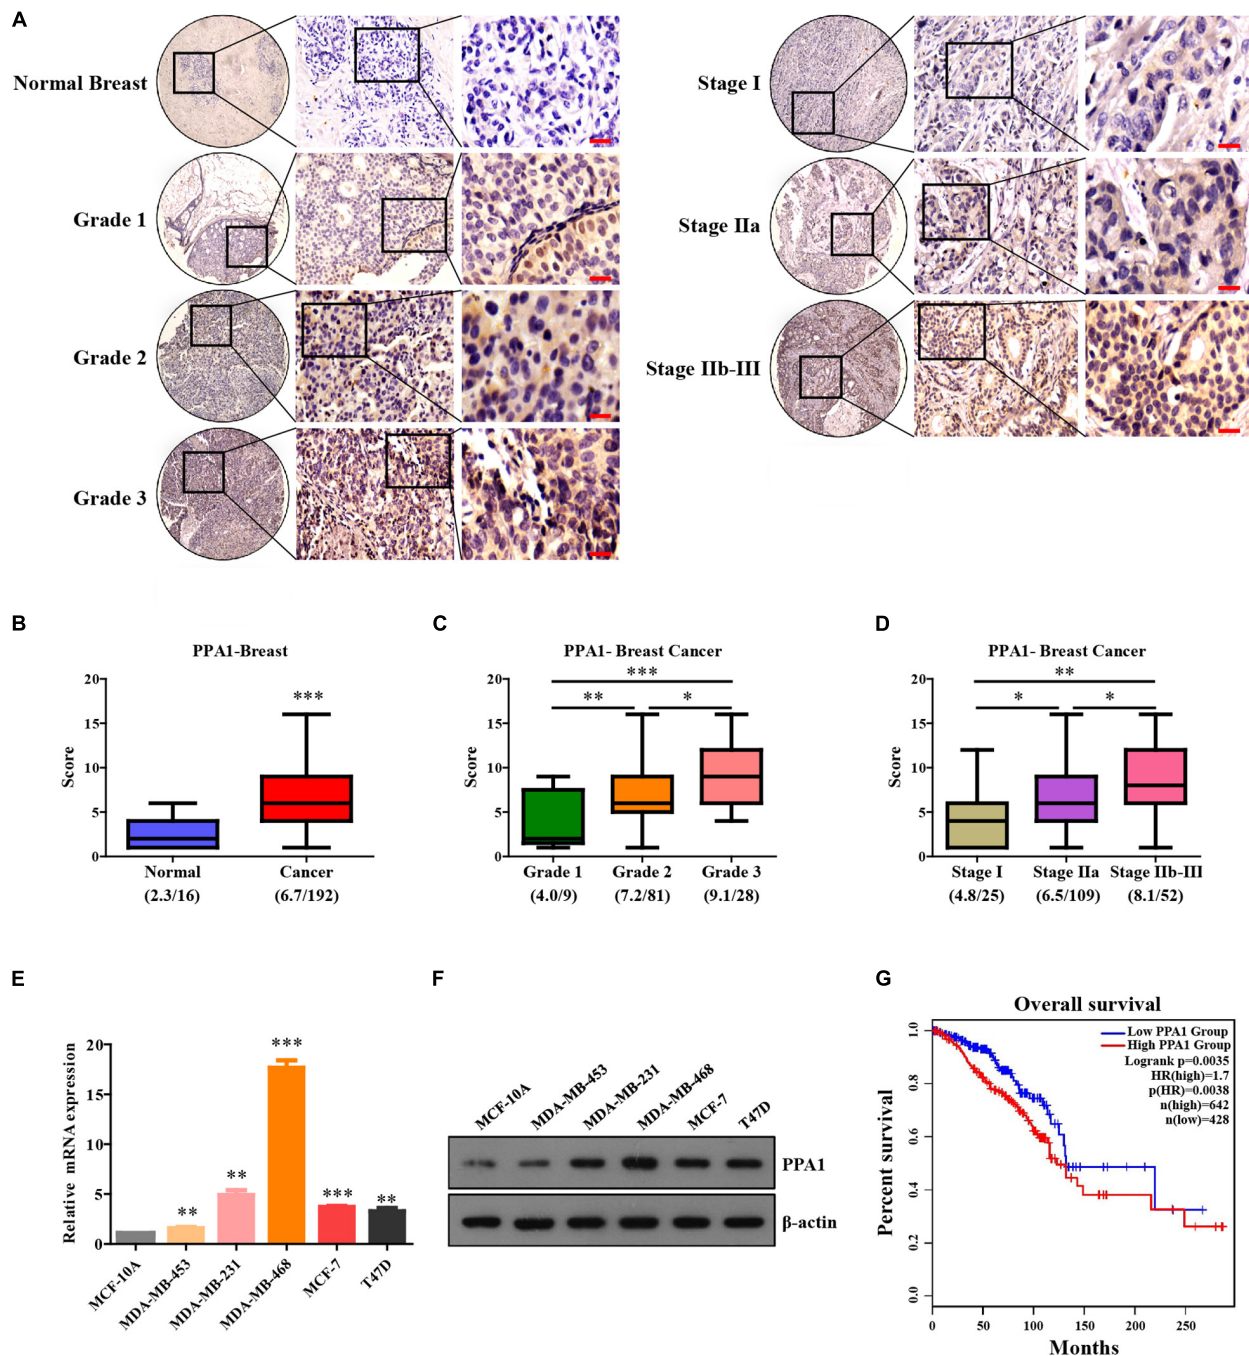 A
Normal Breast
Grade 1
Grade 2
Grade 3
Stage I
Stage IIa
Stage IIb-III
B
PPA1-Breast
Score
20
15
10
5
0
***
Normal
(2.3/16)
Cancer
(6.7/192)
C
PPA1- Breast Cancer
Score
20
15
10
5
0
***
**
*
Grade 1
(4.0/9)
Grade 2
(7.2/81)
Grade 3
(9.1/28)
D
PPA1- Breast Cancer
Score
20
15
10
5
0
**
*
*
Stage I
(4.8/25)
Stage IIa
(6.5/109)
Stage IIb-III
(8.1/52)
E
Relative mRNA expression
20
15
10
5
0
**
**
***
***
**
MCF-10A
MDA-MB-453
MDA-MB-231
MDA-MB-468
MCF-7
T47D
F
MCF-10A
MDA-MB-453
MDA-MB-231
MDA-MB-468
MCF-7
T47D
PPA1
β-actin
G
Overall survival
Percent survival
1.0
0.8
0.6
0.4
0.2
0.0
Low PPA1 Group
High PPA1 Group
Logrank p=0.0035
HR(high)=1.7
p(HR)=0.0038
n(high)=642
n(low)=428
0 50 100 150 200 250
Months